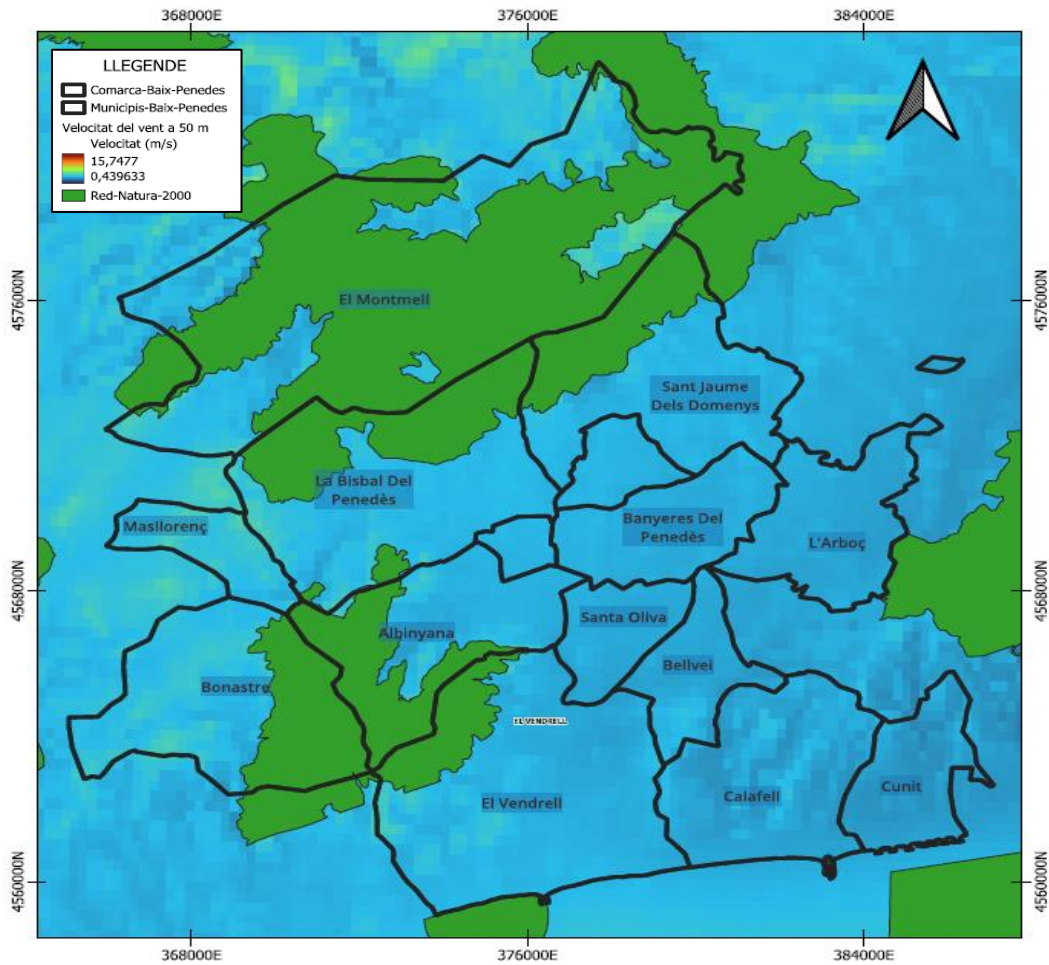 368000E
376000E
384000E
LLEGENDE
Comarca-Baix-Penedes
Municipis-Baix-Penedes
Velocitat del vent a 50 m
Velocitat (m/s)
15,7477
0,439633
Red-Natura-2000
4576000N
4576000N
El Montmell
Sant Jaume
Dels Domenys
La Bisbal Del
Penedès
Masllorenç
Banyeres Del
Penedès
L'Arboç
4568000N
4568000N
Santa Oliva
Albinyana
Bellvei
Bonastre
EL VENDRELL
El Vendrell
Calafell
Cunit
4560000N
4560000N
368000E
376000E
384000E